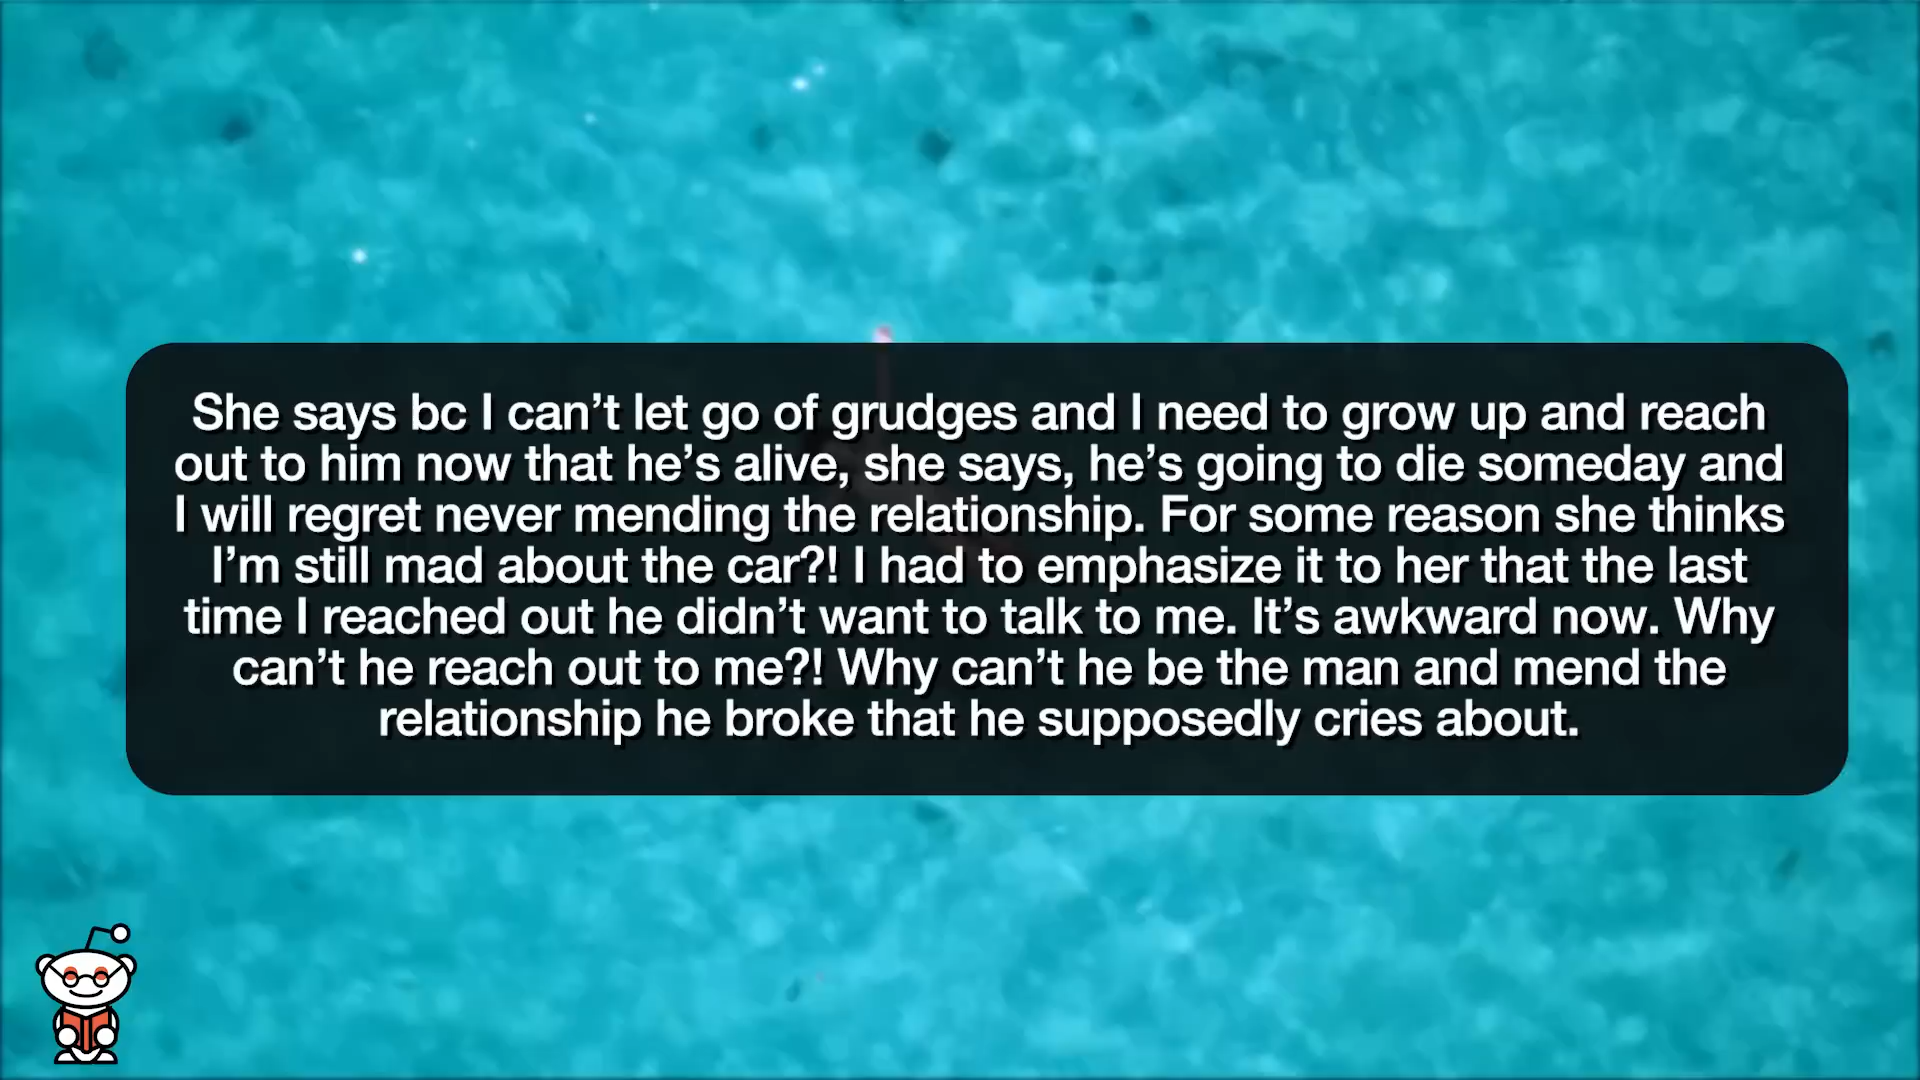 She says bc I can’t let go of grudges and I need to grow up and reach
out to him now that he’s alive, she says, he’s going to die someday and
I will regret never mending the relationship. For some reason she thinks
I’m still mad about the car?! I had to emphasize it to her that the last
time I reached out he didn’t want to talk to me. It’s awkward now. Why
can’t he reach out to me?! Why can’t he be the man and mend the
relationship he broke that he supposedly cries about.